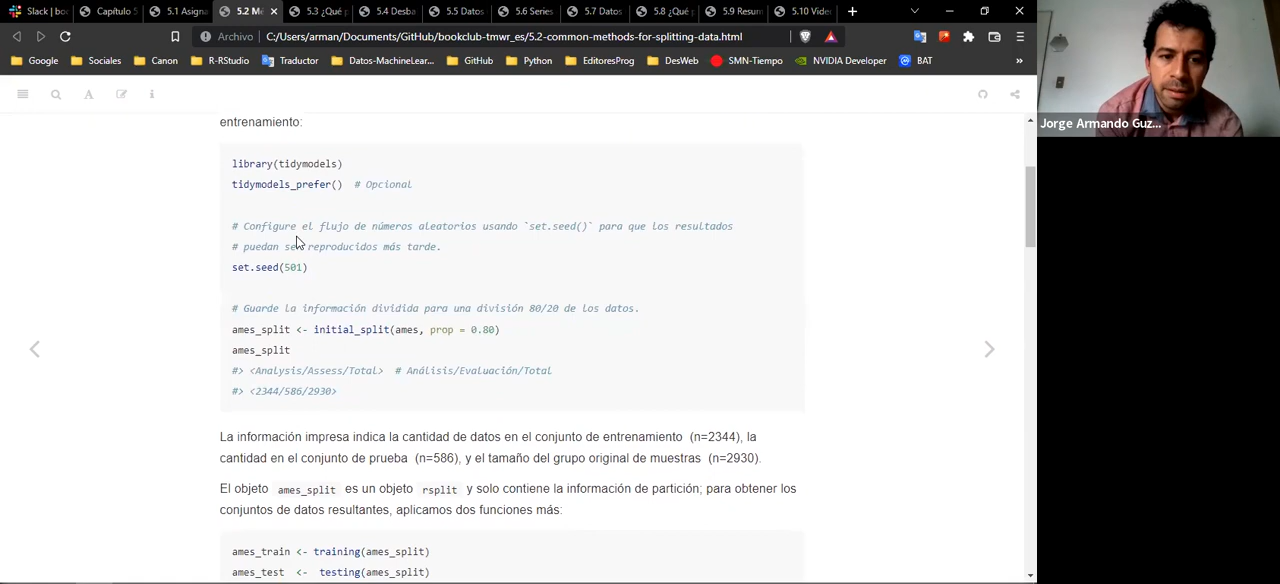 Slack | boo
Capítulo 5
5.1 Asigna
5.2 Mé
5.3 ¿Qué p
5.4 Desba
5.5 Datos
5.6 Series
5.7 Datos
5.8 ¿Qué
5.9 Resum
5.10 Video
Archivo C:/Users/arman/Documents/GitHub/bookclub-tmwr_es/5.2-common-methods-for-splitting-data.html
Google Sociales Canon R-RStudio Traductor Datos-MachineLear... GitHub Python EditoresProg DesWeb SMN-Tiempo NVIDIA Developer BAT »
Jorge Armando Guz...
entrenamiento:
library(tidymodels)
tidymodels_prefer() # Opcional
# Configure el flujo de números aleatorios usando `set.seed()` para que los resultados
# puedan se reproducidos más tarde.
set.seed(501)
# Guarde la información dividida para una división 80/20 de los datos.
ames_split <- initial_split(ames, prop = 0.80)
ames_split
#> <Analysis/Assess/Total> # Análisis/Evaluación/Total
#> <2344/586/2930>
La información impresa indica la cantidad de datos en el conjunto de entrenamiento (n=2344), la
cantidad en el conjunto de prueba (n=586), y el tamaño del grupo original de muestras (n=2930).
El objeto ames_split es un objeto rsplit y solo contiene la información de partición; para obtener los
conjuntos de datos resultantes, aplicamos dos funciones más:
ames_train <- training(ames_split)
ames_test <- testing(ames_split)